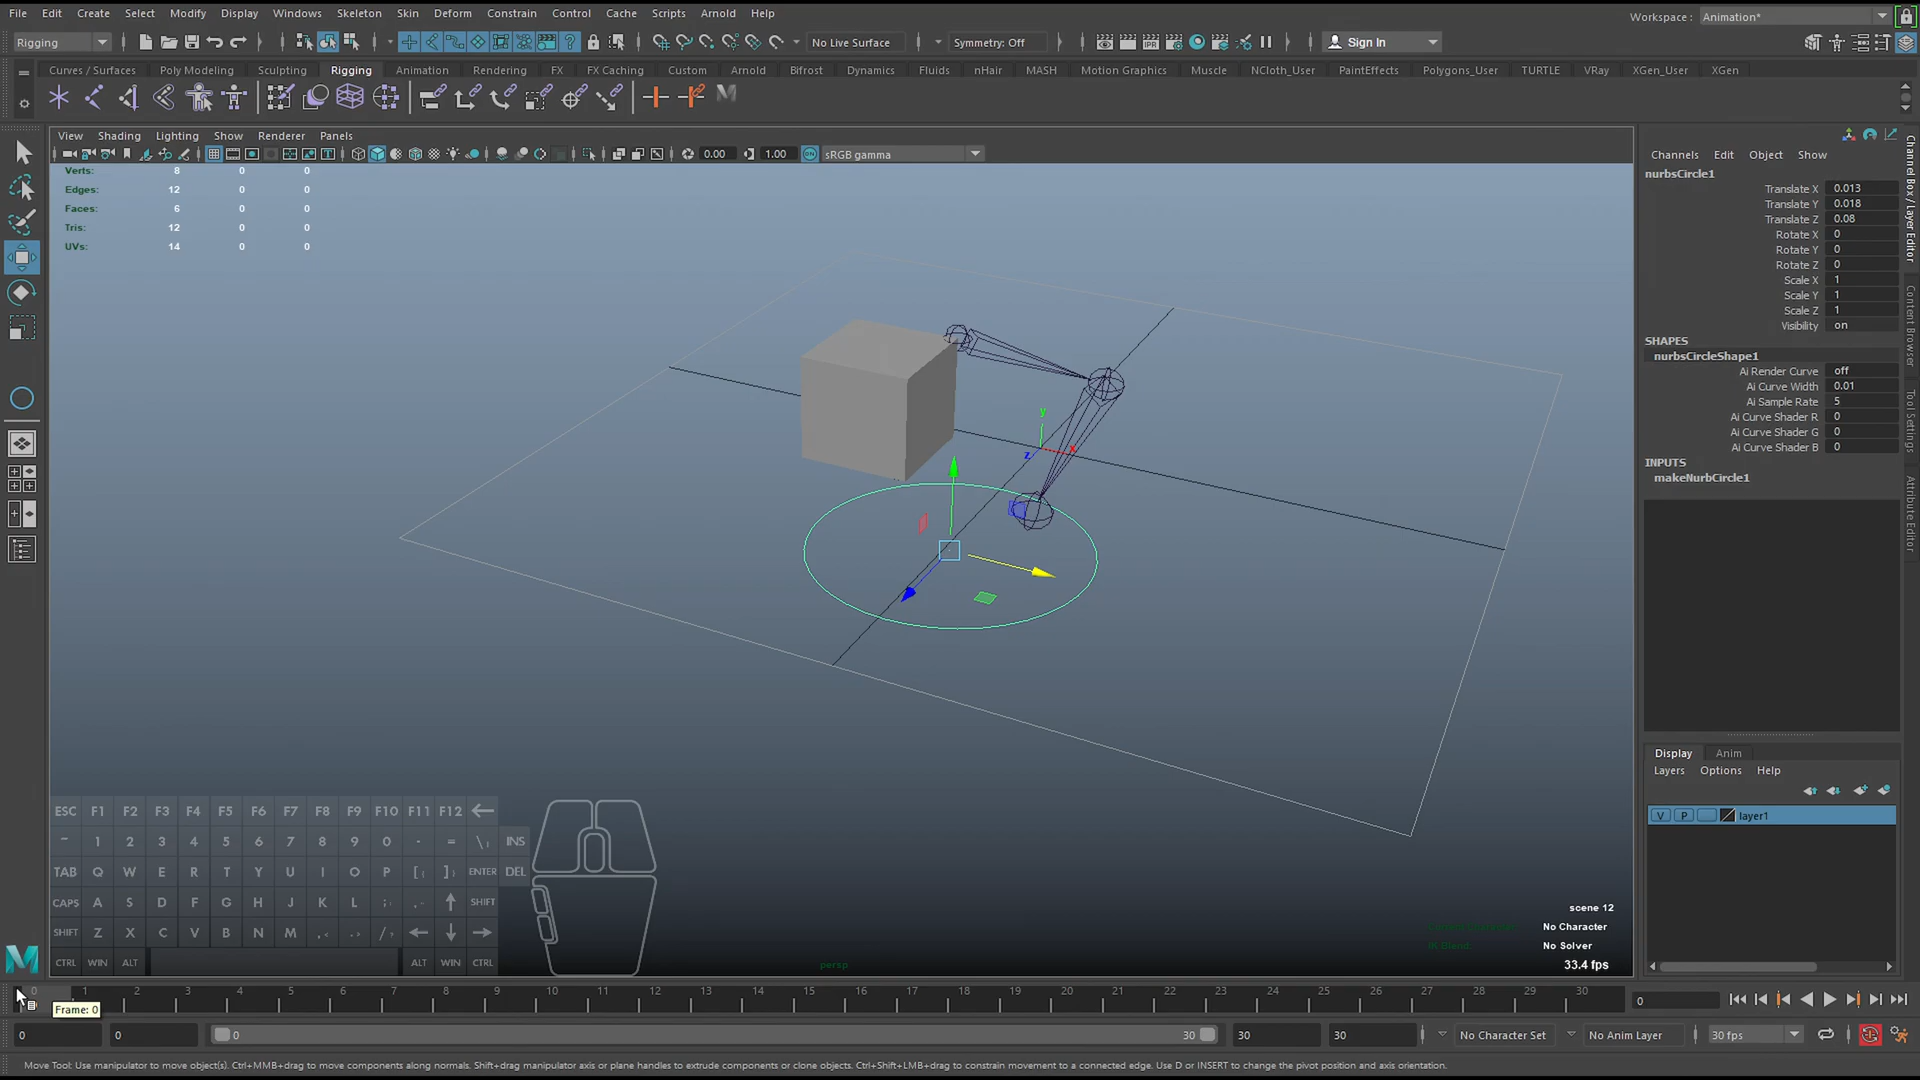 File Edit Create Select Modify Display Windows Skeleton Skin Deform Constrain Control Cache Scripts Arnold Help
Workspace : Animation*
Rigging
No Live Surface
Symmetry: Off
Sign In
Curves / Surfaces Poly Modeling Sculpting Rigging Animation Rendering FX FX Caching Custom Arnold Bifrost Dynamics Fluids nHair MASH Motion Graphics Muscle NCloth_User PaintEffects Polygons_User TURTLE VRay XGen_User XGen
View Shading Lighting Show Renderer Panels
0.00 1.00 sRGB gamma
Verts: 8 0 0
Edges: 12 0 0
Faces: 6 0 0
Tris: 12 0 0
UVs: 14 0 0
y
z
x
Channels Edit Object Show
nurbsCircle1
Translate X 0.013
Translate Y 0.018
Translate Z 0.08
Rotate X 0
Rotate Y 0
Rotate Z 0
Scale X 1
Scale Y 1
Scale Z 1
Visibility on
SHAPES
nurbsCircleShape1
Ai Render Curve off
Ai Curve Width 0.01
Ai Sample Rate 5
Ai Curve Shader R 0
Ai Curve Shader G 0
Ai Curve Shader B 0
INPUTS
makeNurbCircle1
Channel Box / Layer Editor
Content Browser
Tool Settings
Attribute Editor
Display Anim
Layers Options Help
V P layer1
ESC F1 F2 F3 F4 F5 F6 F7 F8 F9 F10 F11 F12
1 2 3 4 5 6 7 8 9 0 - = \ INS
TAB Q W E R T Y U I O P [ ] ENTER DEL
CAPS A S D F G H J K L SHIFT
SHIFT Z X C V B N M
CTRL WIN ALT ALT WIN CTRL
persp
scene 12
No Character
No Solver
33.4 fps
0 1 2 3 4 5 6 7 8 9 10 11 12 13 14 15 16 17 18 19 20 21 22 23 24 25 26 27 28 29 30
0
Frame: 0
0 0 0 30 30 30 No Character Set No Anim Layer 30 fps
Move Tool: Use manipulator to move object(s). Ctrl+MMB+drag to move components along normals. Shift+drag manipulator axis or plane handles to extrude components or clone objects. Ctrl+Shift+LMB+drag to constrain movement to a connected edge. Use D or INSERT to change the pivot position and axis orientation.